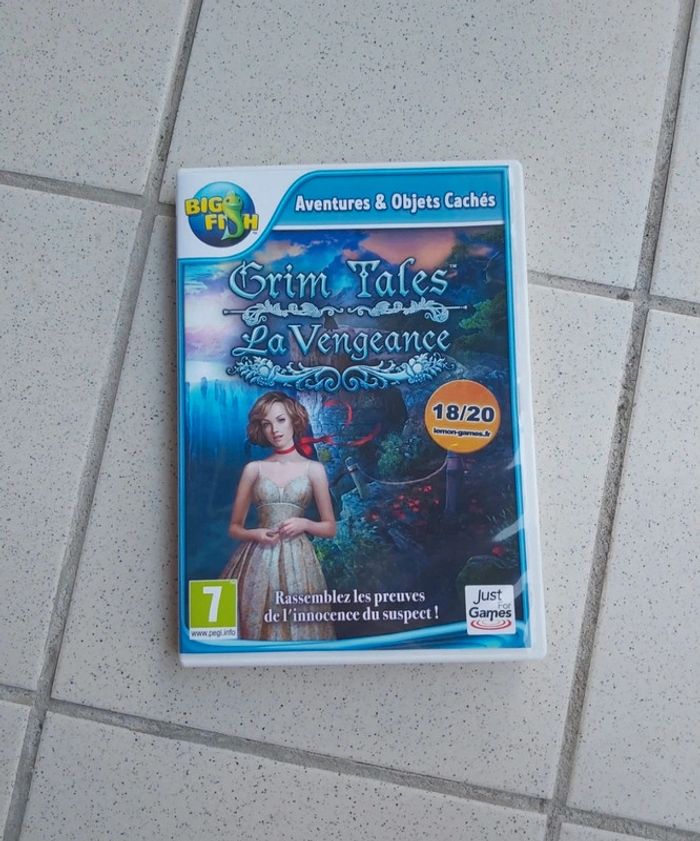 BIG
FISH
Aventures & Objets Cachés
Grim Tales™
La Vengeance
18/20
lemon-games.fr
Rassemblez les preuves
de l'innocence du suspect !
7
www.pegi.info
Just
For
Games